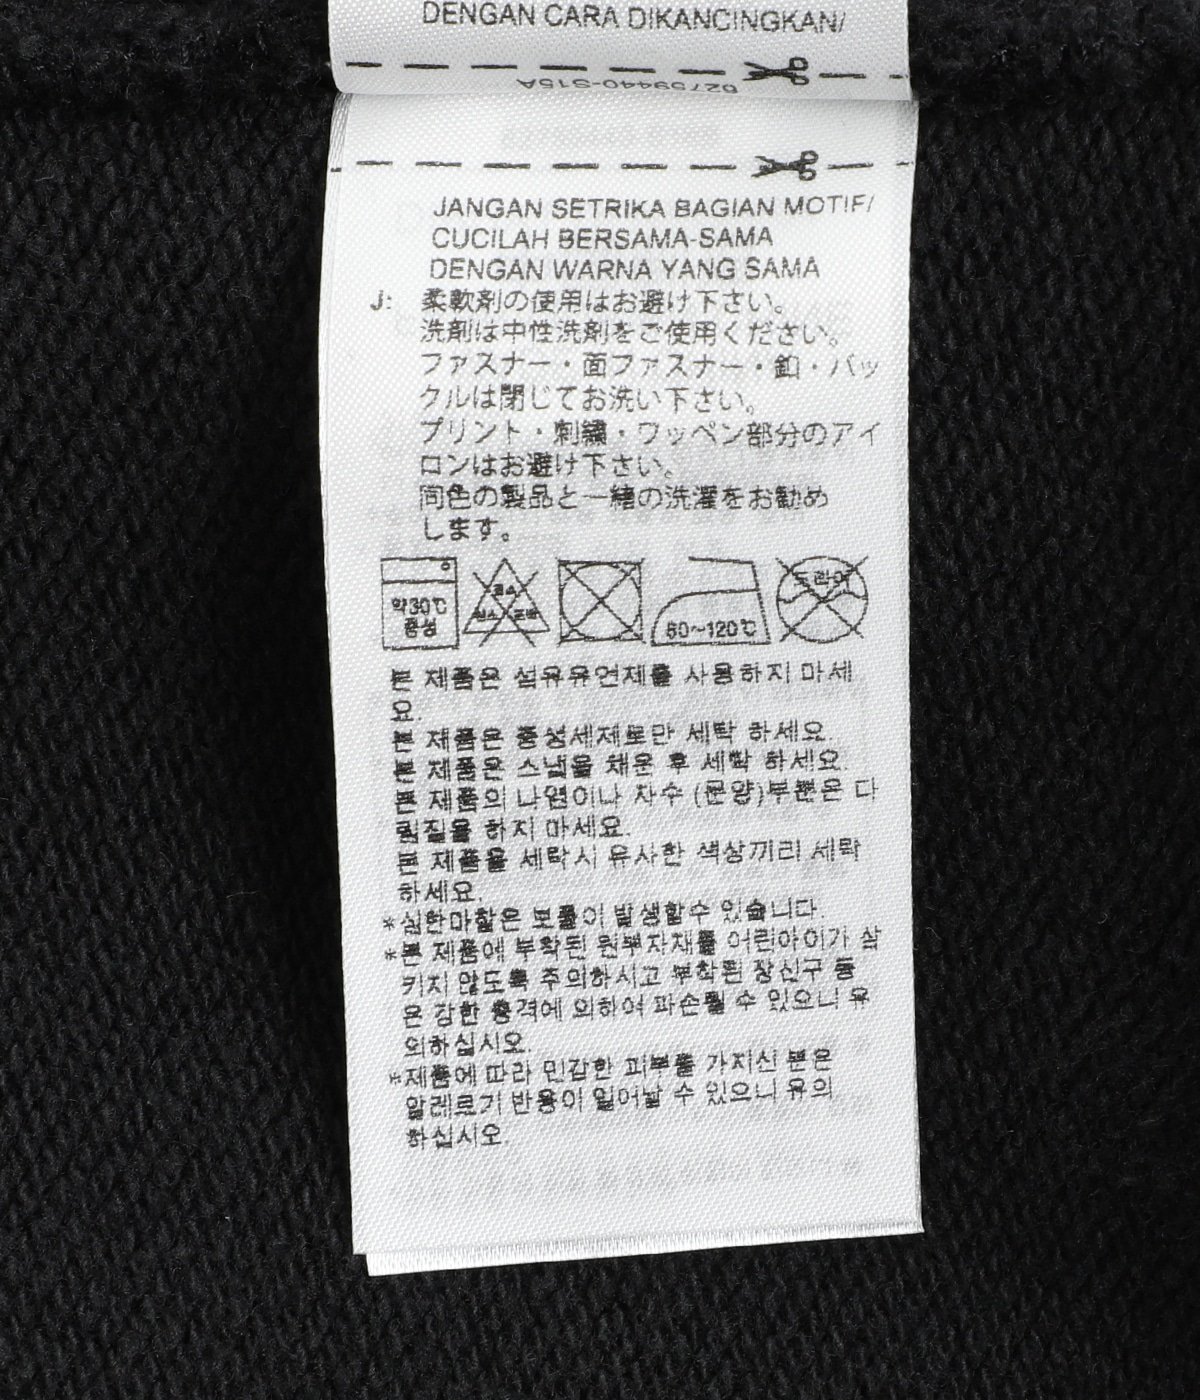 DENGAN CARA DIKANCINGKAN/
62759440-S15A
JANGAN SETRIKA BAGIAN MOTIF/
CUCILAH BERSAMA-SAMA
DENGAN WARNA YANG SAMA
J: 柔軟剤の使用はお避け下さい。
洗剤は中性洗剤をご使用ください。
ファスナー・面ファスナー・釦・バッ
クルは閉じてお洗い下さい。
プリント・刺繍・ワッペン部分のアイ
ロンはお避け下さい。
同色の製品と一緒の洗濯をお勧め
します。
약30℃
중성
80~120℃
드라이
본 제품은 섬유유연제를 사용하지 마세
요.
본 제품은 중성세제로만 세탁 하세요.
본 제품은 스냅을 채운 후 세탁 하세요.
본 제품의 나염이나 자수 (문양)부분은 다
림질을 하지 마세요.
본 제품을 세탁시 유사한 색상끼리 세탁
하세요.
*심한마찰은 보풀이 발생할수 있습니다.
*본 제품에 부착된 원부자재를 어린아이가 삼
키지 않도록 주의하시고 부착된 장신구 등
은 강한 충격에 의하여 파손될 수 있으니 유
의하십시오.
*제품에 따라 민감한 피부를 가지신 분은
알레르기 반응이 일어날 수 있으니 유의
하십시오.